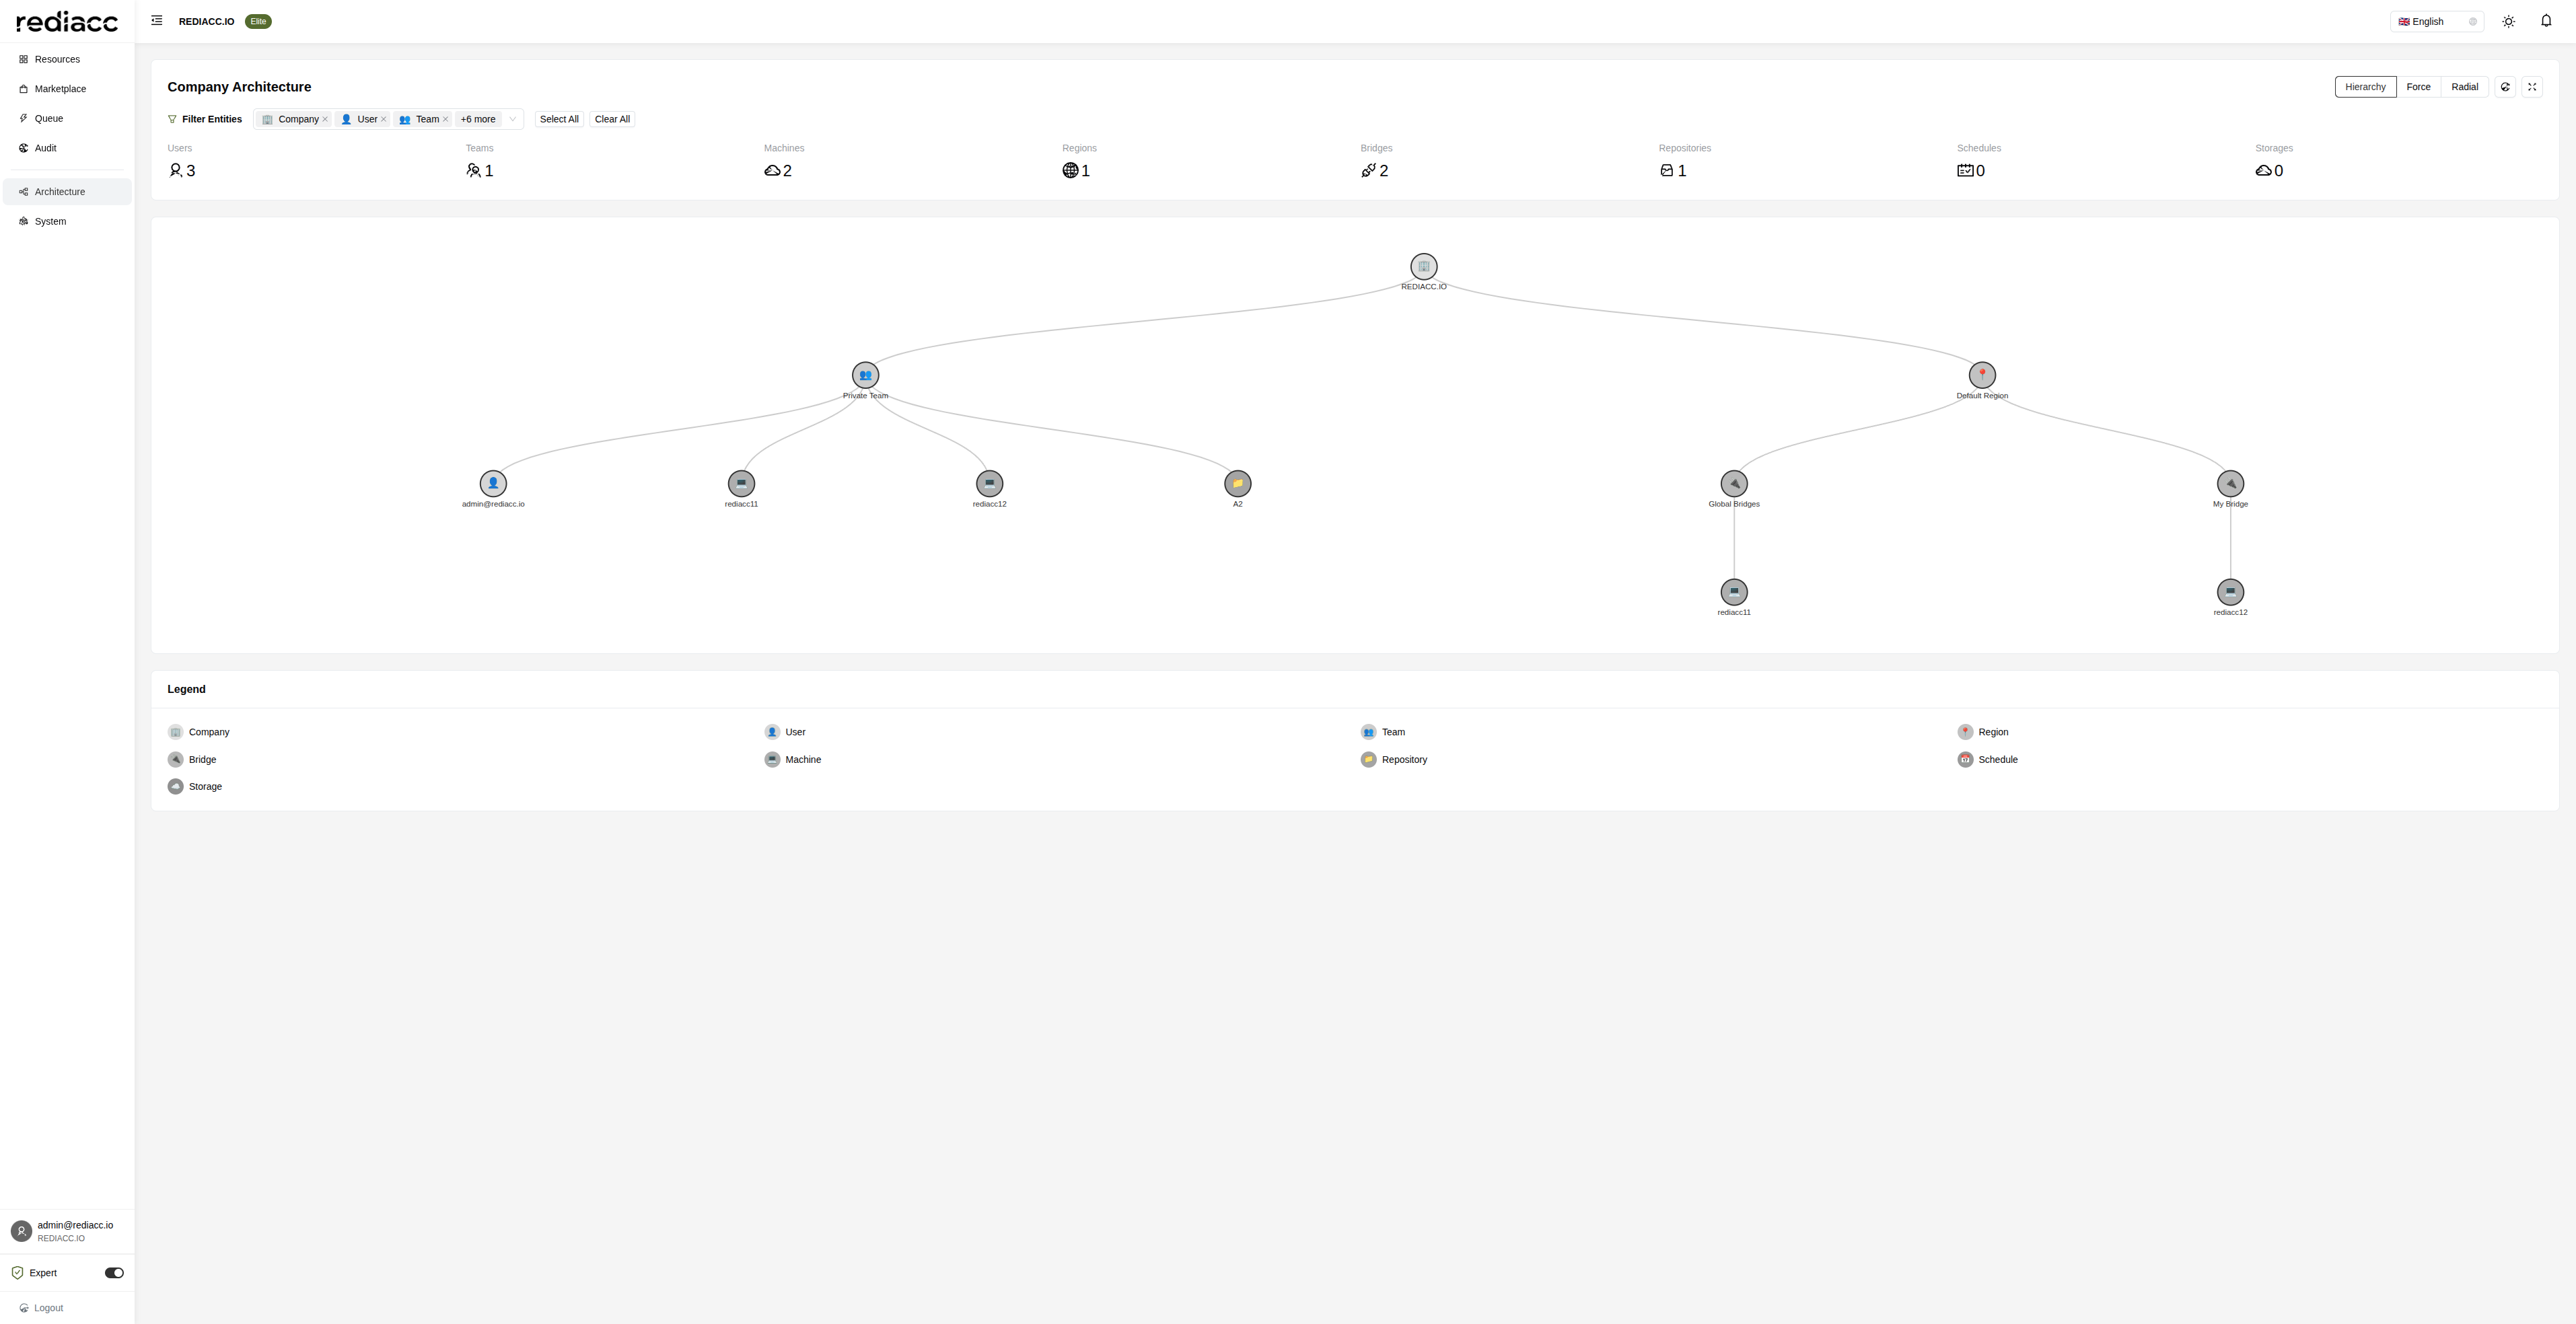 rediacc
REDIACC.IO Elite
🇬🇧 English
Resources
Marketplace
Queue
Audit
Architecture
System
Company Architecture
Hierarchy Force Radial
Filter Entities Company User Team +6 more Select All Clear All
Users Teams Machines Regions Bridges Repositories Schedules Storages
3 1 2 1 2 1 0 0
REDIACC.IO
Private Team Default Region
admin@rediacc.io rediacc11 rediacc12 A2 Global Bridges My Bridge
rediacc11 rediacc12
Legend
Company User Team Region
Bridge Machine Repository Schedule
Storage
admin@rediacc.io
REDIACC.IO
Expert
Logout